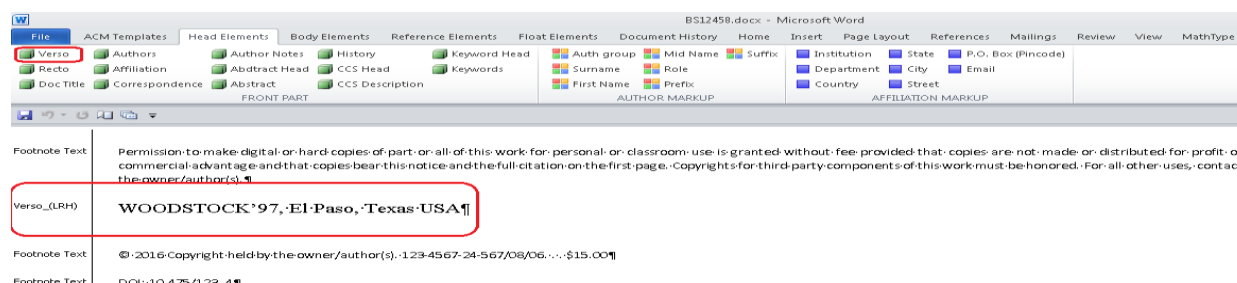 W BS12458.docx - Microsoft Word
File ACM Templates Head Elements Body Elements Reference Elements Float Elements Document History Home Insert Page Layout References Mailings Review View MathType
Verso Authors Author Notes History Keyword Head Auth group Mid Name Suffix Institution State P.O. Box (Pincode)
Recto Affiliation Abdtract Head CCS Head Keywords Surname Role Department City Email
Doc Title Correspondence Abstract CCS Description First Name Prefix Country Street
FRONT PART AUTHOR MARKUP AFFILIATION MARKUP
Footnote Text Permission·to·make·digital·or·hard·copies·of·part·or·all·of·this·work·for·personal·or·classroom·use·is·granted·without·fee·provided·that·copies·are·not·made·or·distributed·for·profit·o
commercial·advantage·and·that·copies·bear·this·notice·and·the·full·citation·on·the·first·page.·Copyrights·for·third-party·components·of·this·work·must·be·honored.·For·all·other·uses,·contac
the·owner/author(s).¶
Verso_(LRH) WOODSTOCK'97,·El·Paso,·Texas·USA¶
Footnote Text ©·2016·Copyright·held·by·the·owner/author(s).·123-4567-24-567/08/06.·.·.·$15.00¶
Footnote Text DOI:·10.475/123_4¶